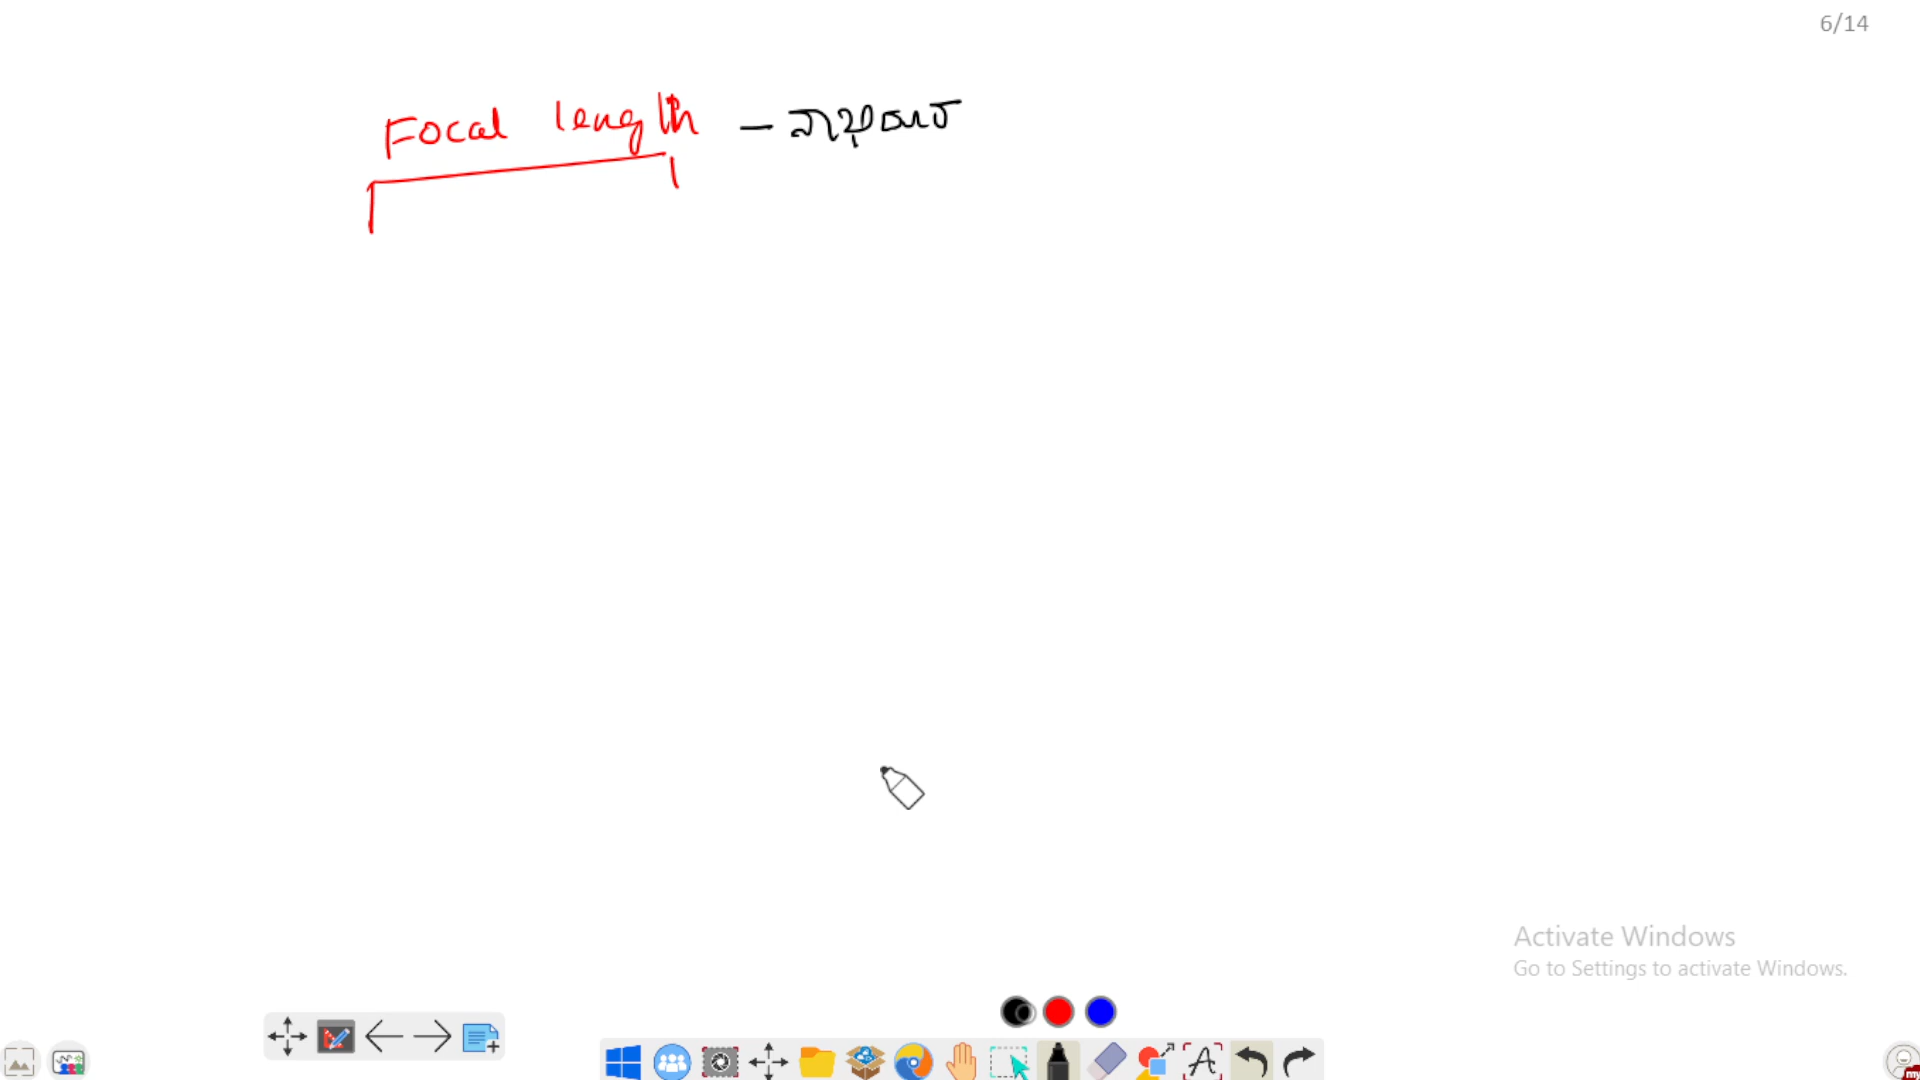 6/14
Focal length –
Activate Windows
Go to Settings to activate Windows.